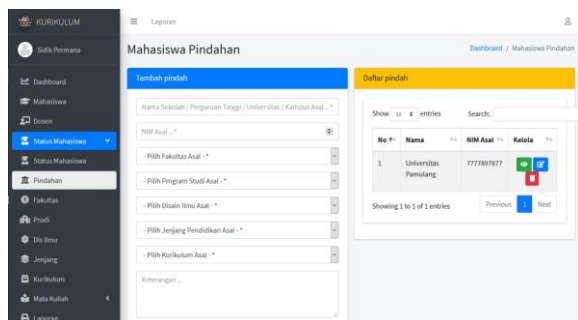 KURIKULUM
Laporan
Sidik Permana
Mahasiswa Pindahan
Dashboard / Mahasiswa Pindahan
Dashboard
Mahasiswa
Dosen
Status Mahasiswa
Status Mahasiswa
Pindahan
Fakultas
Prodi
Dis Ilmu
Jenjang
Kurikulum
Mata Kuliah
Laporan
Tambah pindah
Nama Sekolah / Perguruan Tinggi / Universitas / Kampus Asal .. *
NIM Asal .. *
- Pilih Fakultas Asal - *
- Pilih Program Studi Asal - *
- Pilih Disain Ilmu Asal - *
- Pilih Jenjang Pendidikan Asal - *
- Pilih Kurikulum Asal - *
Keterangan ..
Daftar pindah
Show 10 entries Search:
No Nama NIM Asal Kelola
1 Universitas Pamulang 7777897877
Showing 1 to 1 of 1 entries Previous 1 Next